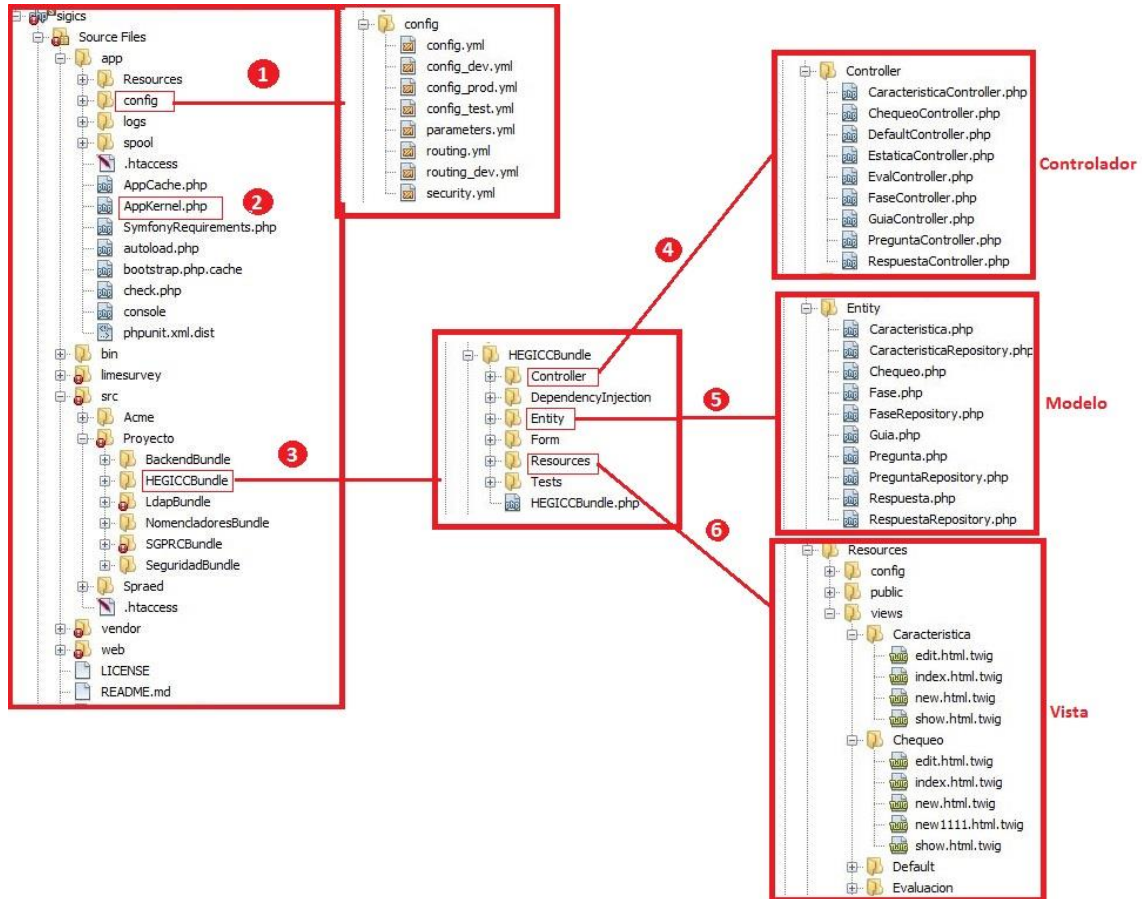 sigics
Source Files
app
Resources
config
logs
spool
.htaccess
AppCache.php
AppKernel.php
SymfonyRequirements.php
autoload.php
bootstrap.php.cache
check.php
console
phpunit.xml.dist
bin
limesurvey
src
Acme
Proyecto
BackendBundle
HEGICCBundle
LdapBundle
NomencladoresBundle
SGPRCBundle
SeguridadBundle
Spraed
.htaccess
vendor
web
LICENSE
README.md
1
2
3
config
config.yml
config_dev.yml
config_prod.yml
config_test.yml
parameters.yml
routing.yml
routing_dev.yml
security.yml
HEGICCBundle
Controller
DependencyInjection
Entity
Form
Resources
Tests
HEGICCBundle.php
4
5
6
Controller
CaracteristicaController.php
ChequeoController.php
DefaultController.php
EstaticaController.php
EvalController.php
FaseController.php
GuiaController.php
PreguntaController.php
RespuestaController.php
Controlador
Entity
Caracteristica.php
CaracteristicaRepository.php
Chequeo.php
Fase.php
FaseRepository.php
Guia.php
Pregunta.php
PreguntaRepository.php
Respuesta.php
RespuestaRepository.php
Modelo
Resources
config
public
views
Caracteristica
edit.html.twig
index.html.twig
new.html.twig
show.html.twig
Chequeo
edit.html.twig
index.html.twig
new.html.twig
new1111.html.twig
show.html.twig
Default
Evaluacion
Vista